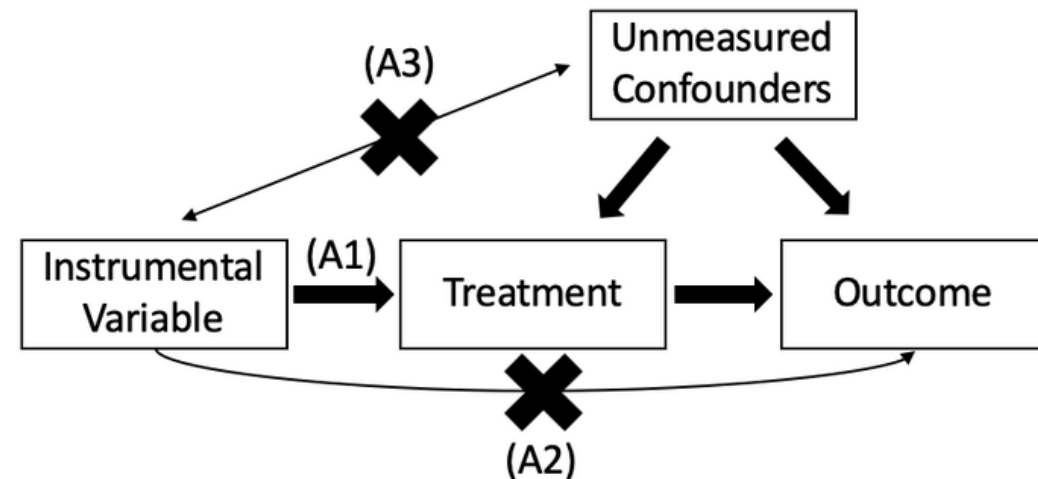 Unmeasured
Confounders
(A3)
Instrumental
Variable
(A1)
Treatment
Outcome
(A2)